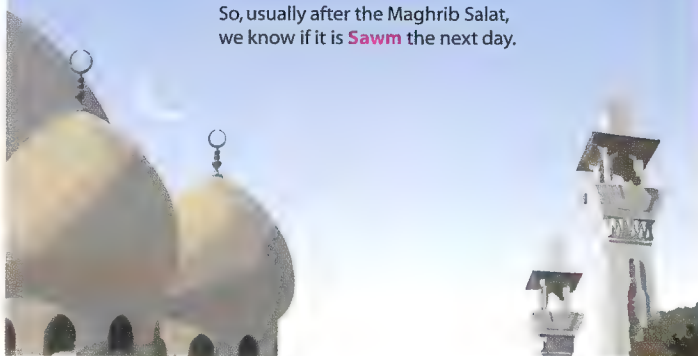 So, usually after the Maghrib Salat,
we know if it is Sawm the next day.